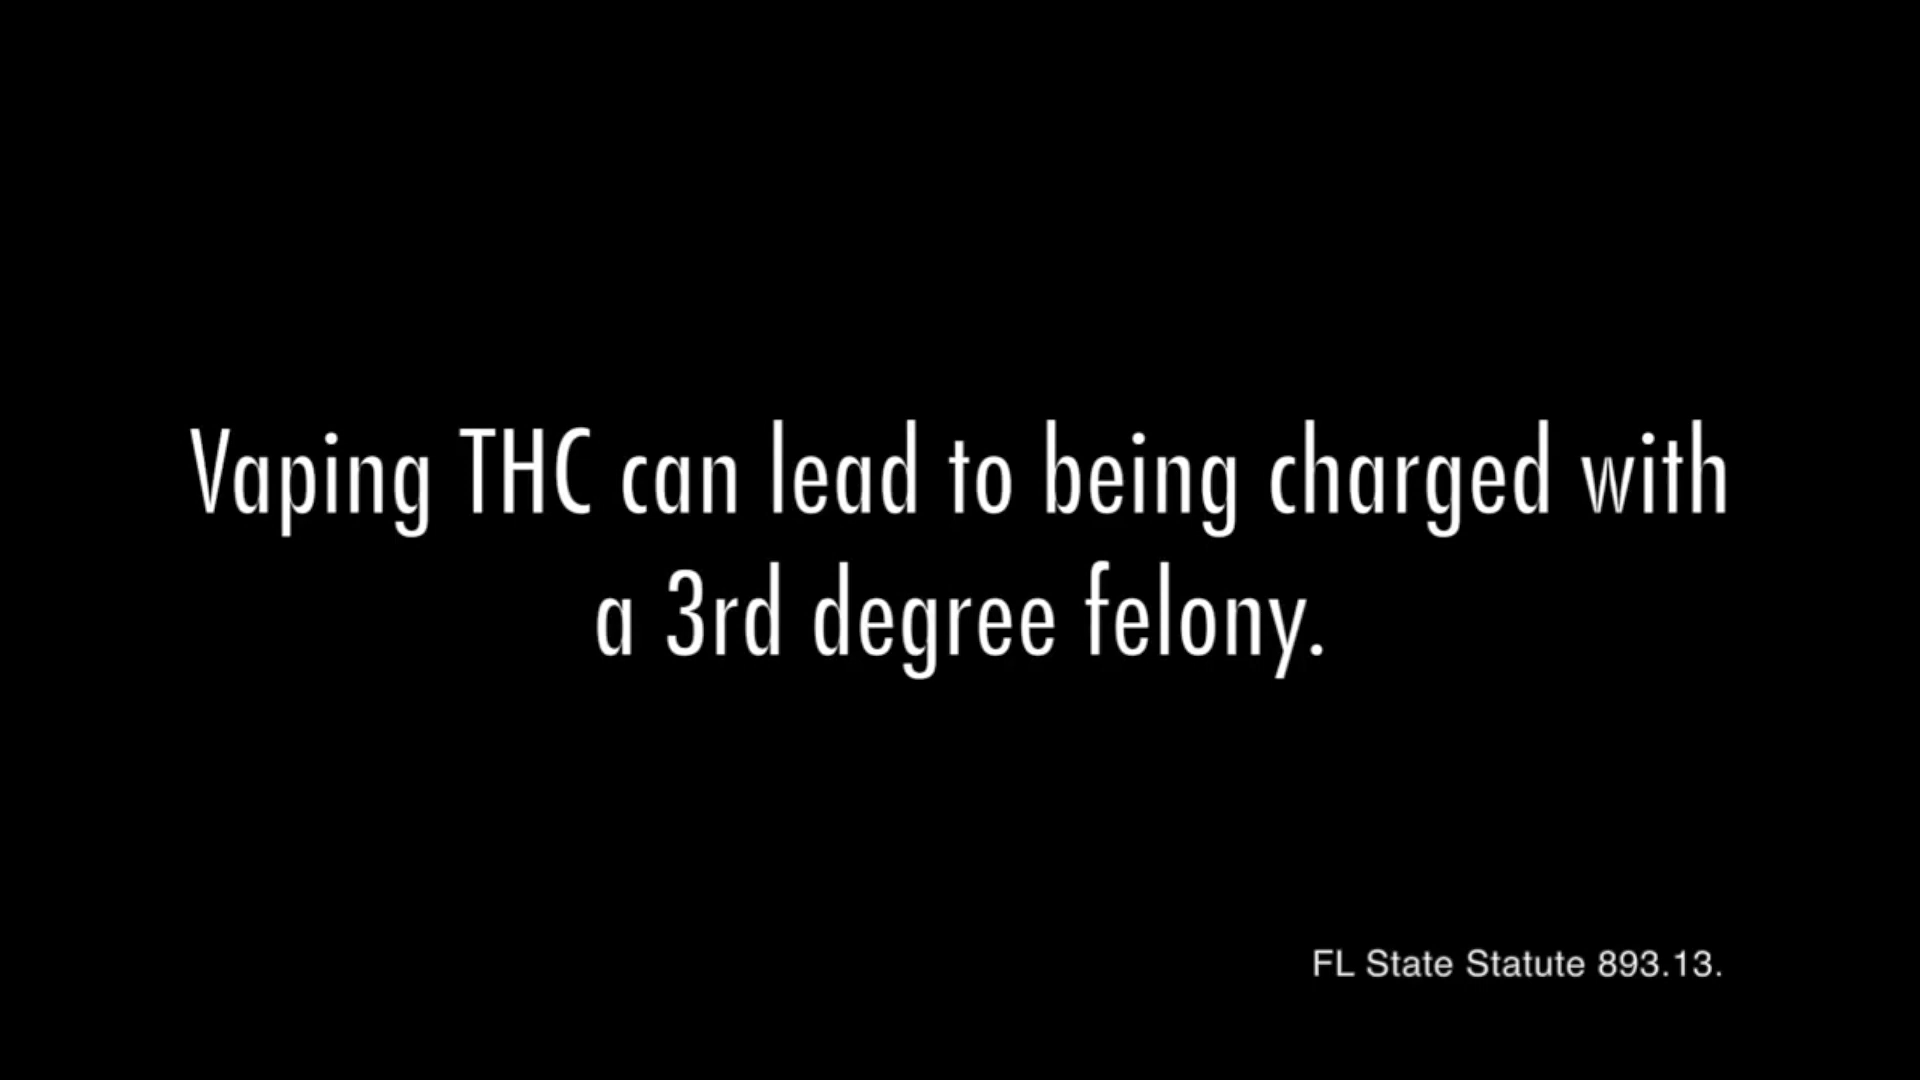 Vaping THC can lead to being charged with
a 3rd degree felony.
FL State Statute 893.13.